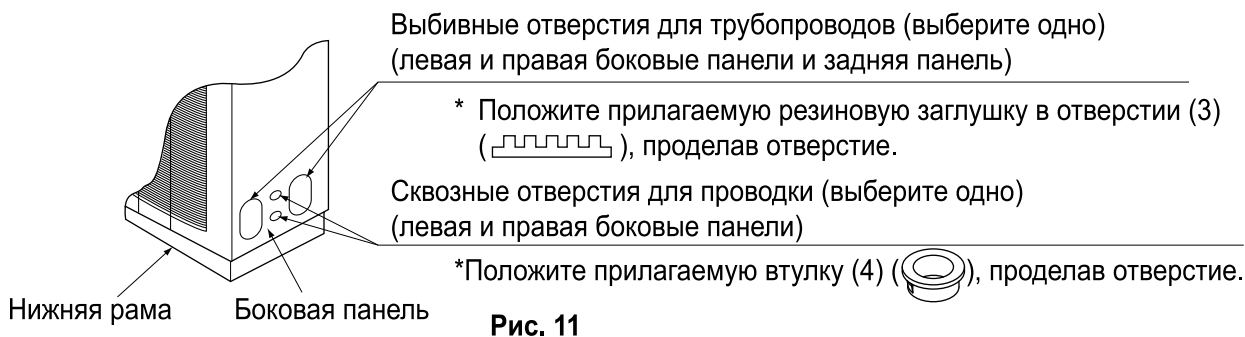 Выбивные отверстия для трубопроводов (выберите одно)
(левая и правая боковые панели и задняя панель)
* Положите прилагаемую резиновую заглушку в отверстии (3)
( ), проделав отверстие.
Сквозные отверстия для проводки (выберите одно)
(левая и правая боковые панели)
*Положите прилагаемую втулку (4) ( ), проделав отверстие.
Нижняя рама
Боковая панель
Рис. 11